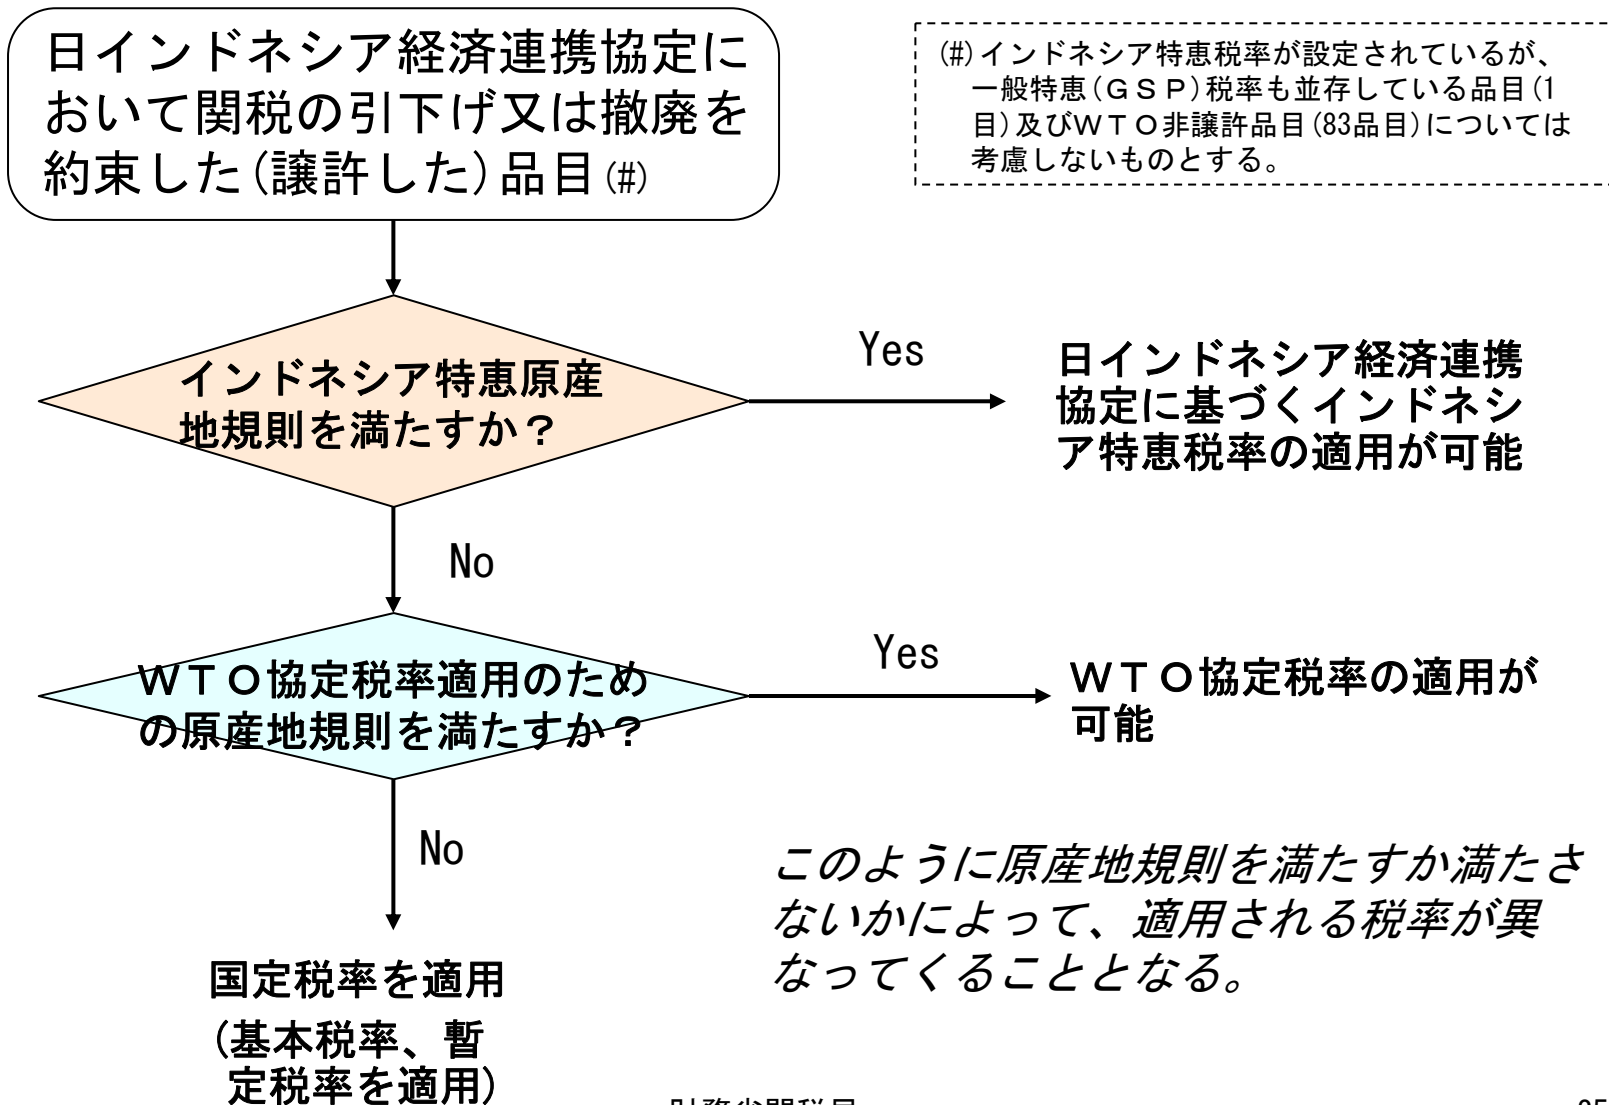 日インドネシア経済連携協定に
おいて関税の引下げ又は撤廃を
約束した(譲許した)品目(#)
(#)インドネシア特恵税率が設定されているが、
一般特恵(GSP)税率も並存している品目(1
目)及びWTO非譲許品目(83品目)については
考慮しないものとする。
インドネシア特恵原産
地規則を満たすか?
Yes
日インドネシア経済連携
協定に基づくインドネシ
ア特恵税率の適用が可能
No
WTO協定税率適用のため
の原産地規則を満たすか?
Yes
WTO協定税率の適用が
可能
No
このように原産地規則を満たすか満たさ
ないかによって、適用される税率が異
なってくることとなる。
国定税率を適用
(基本税率、暫
定税率を適用)